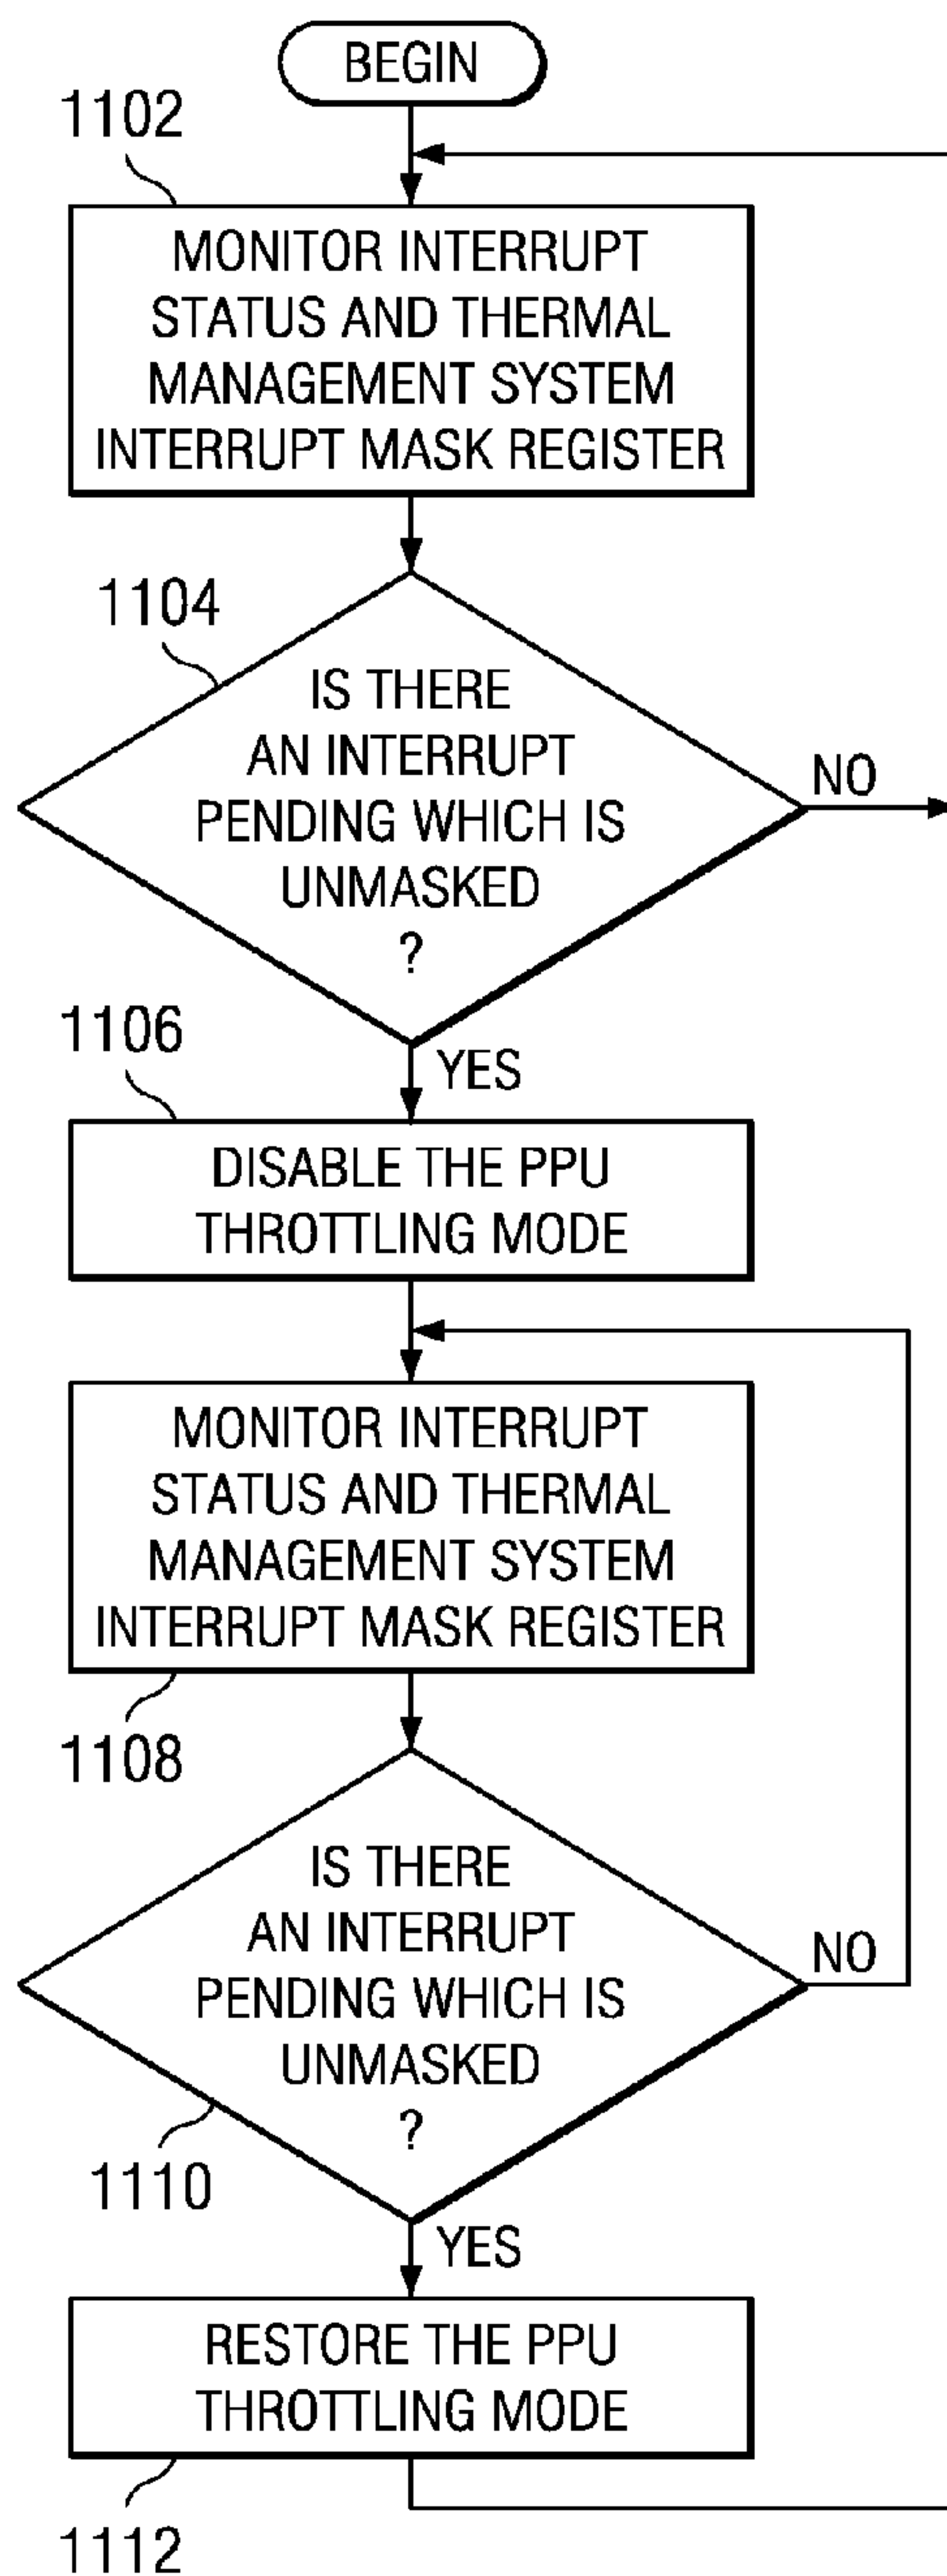 BEGIN
1102
MONITOR INTERRUPT
STATUS AND THERMAL
MANAGEMENT SYSTEM
INTERRUPT MASK REGISTER
1104
IS THERE
AN INTERRUPT
PENDING WHICH IS
UNMASKED
?
NO
YES
1106
DISABLE THE PPU
THROTTLING MODE
MONITOR INTERRUPT
STATUS AND THERMAL
MANAGEMENT SYSTEM
INTERRUPT MASK REGISTER
1108
IS THERE
AN INTERRUPT
PENDING WHICH IS
UNMASKED
?
NO
1110
YES
RESTORE THE PPU
THROTTLING MODE
1112